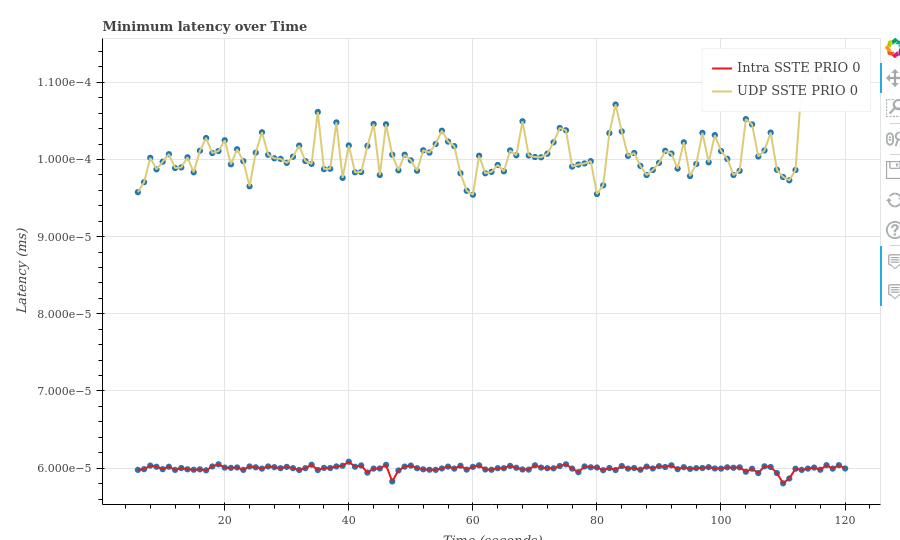 Minimum latency over Time
Intra SSTE PRIO 0
UDP SSTE PRIO 0
1.100e−4
1.000e−4
9.000e−5
8.000e−5
7.000e−5
6.000e−5
Latency (ms)
20 40 60 80 100 120
Time (seconds)